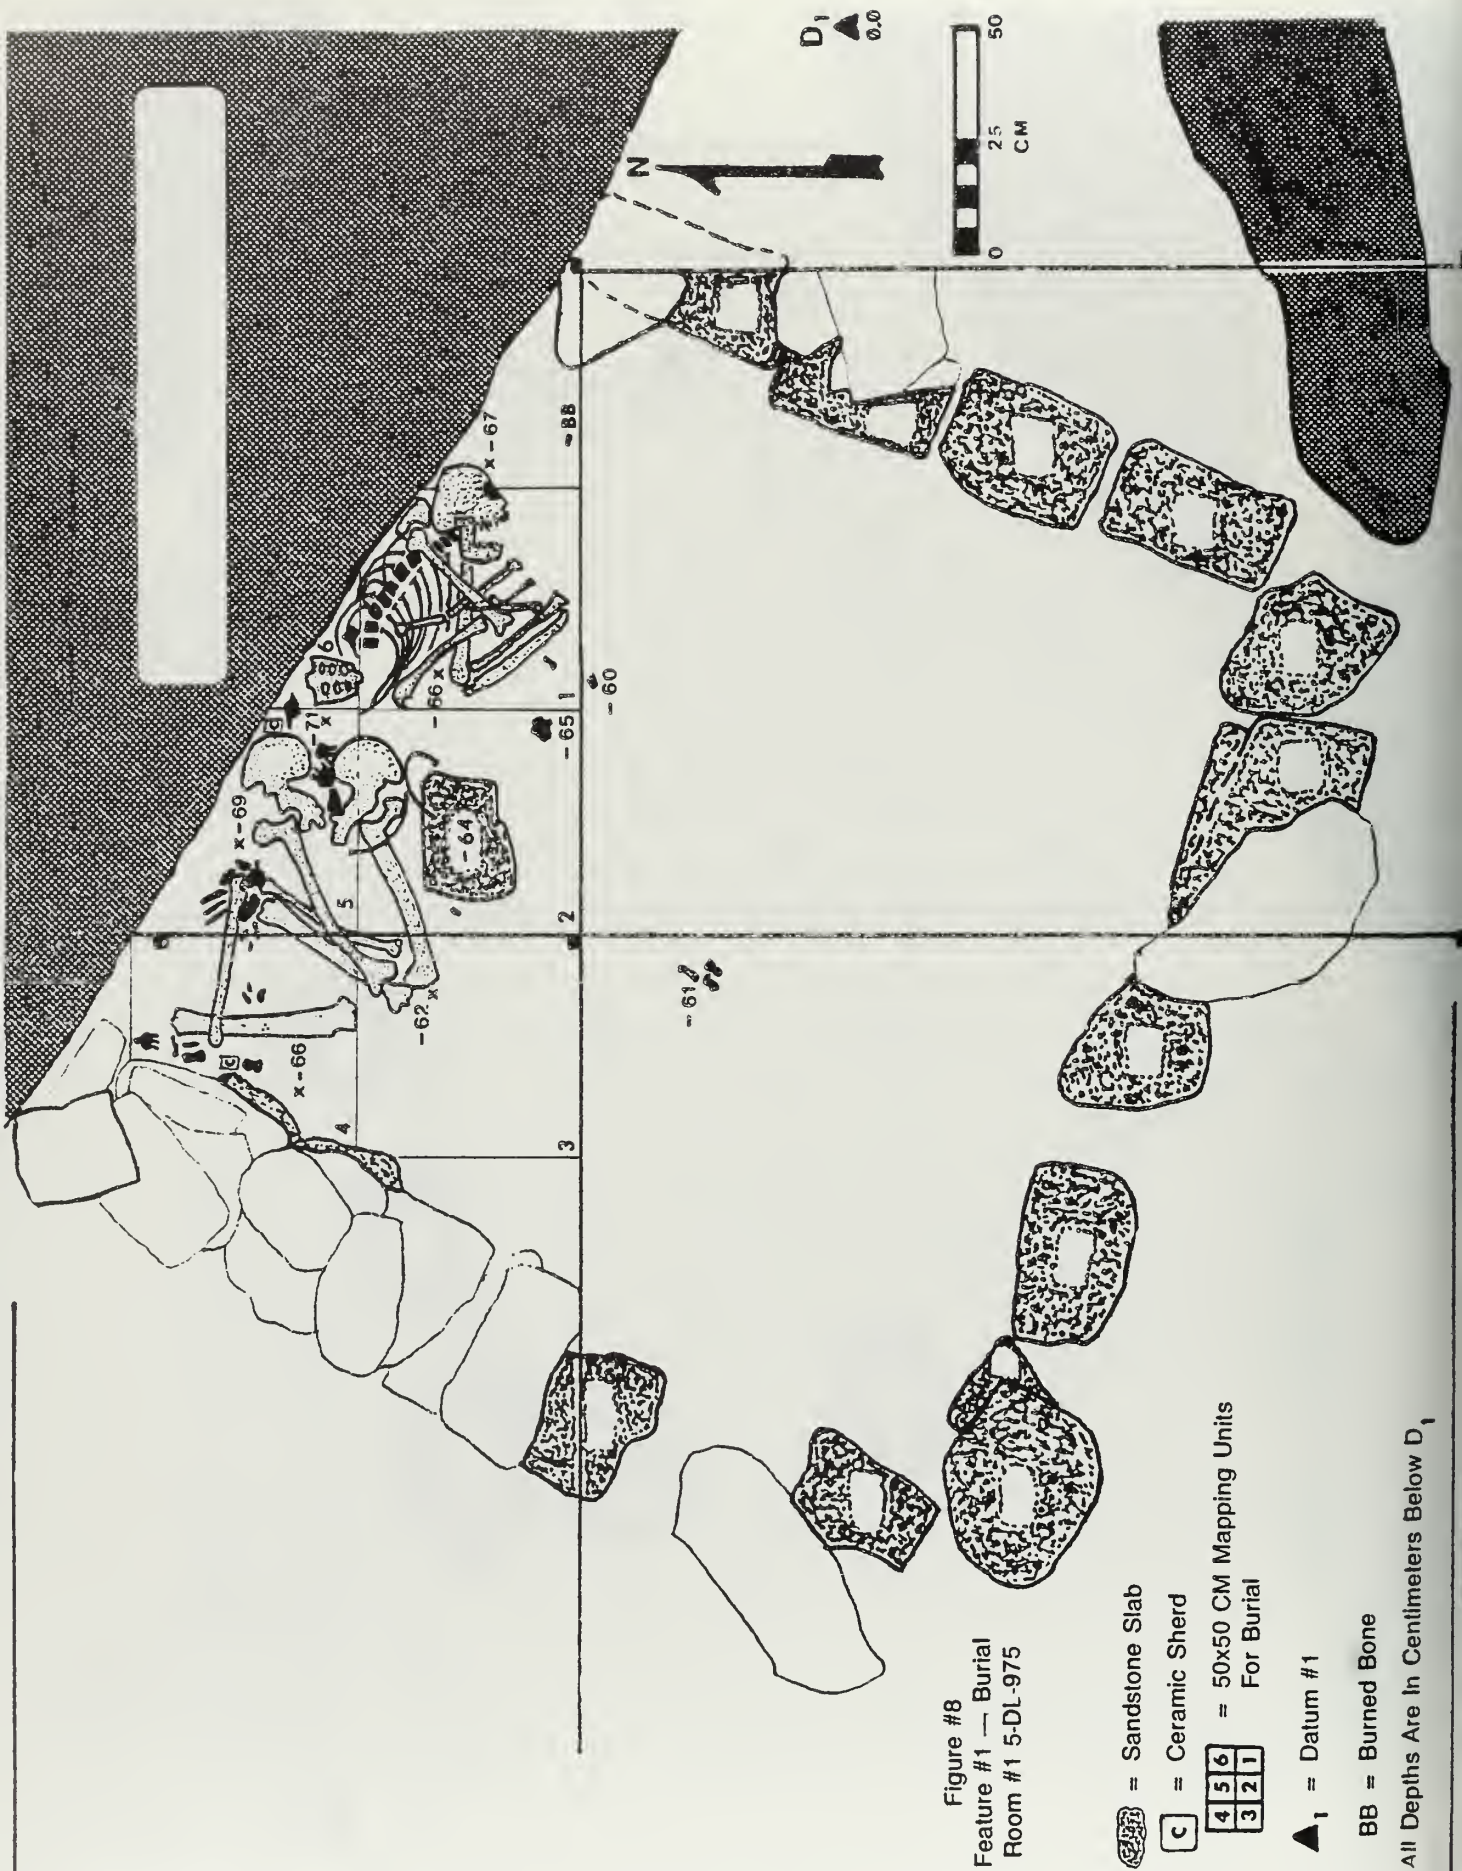 D1
0.0
N
0 25 50
CM
x-67
-BB
6
-66 x
1
-60
-71
x
-65
x-69
-64
5
2
-61
-62 x
C
x-66
4
3
Figure #8
Feature #1 — Burial
Room #1 5-DL-975
= Sandstone Slab
C = Ceramic Sherd
4 5 6 = 50x50 CM Mapping Units
3 2 1 For Burial
1 = Datum #1
BB = Burned Bone
All Depths Are In Centimeters Below D1